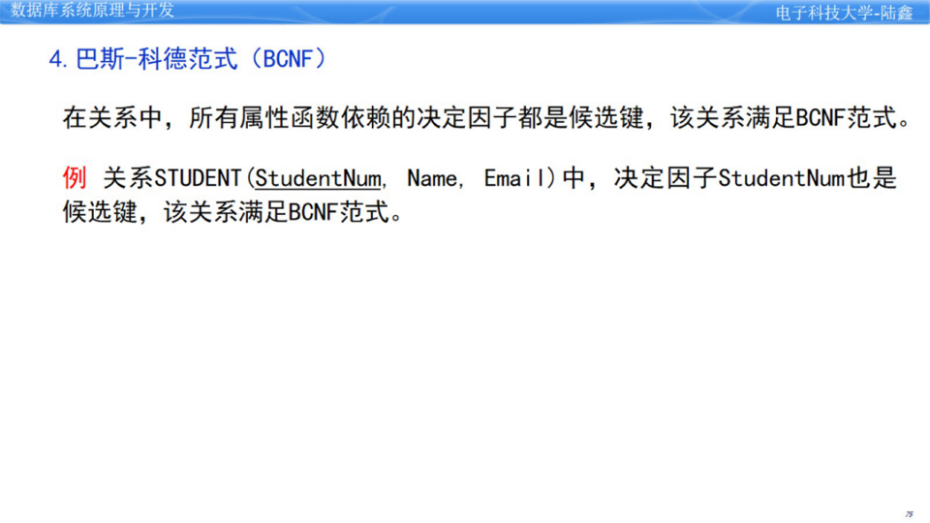 数据库系统原理与开发
电子科技大学-陆鑫
4. 巴斯-科德范式（BCNF）
在关系中，所有属性函数依赖的决定因子都是候选键，该关系满足BCNF范式。
例 关系STUDENT(StudentNum, Name, Email)中，决定因子StudentNum也是
候选键，该关系满足BCNF范式。
75